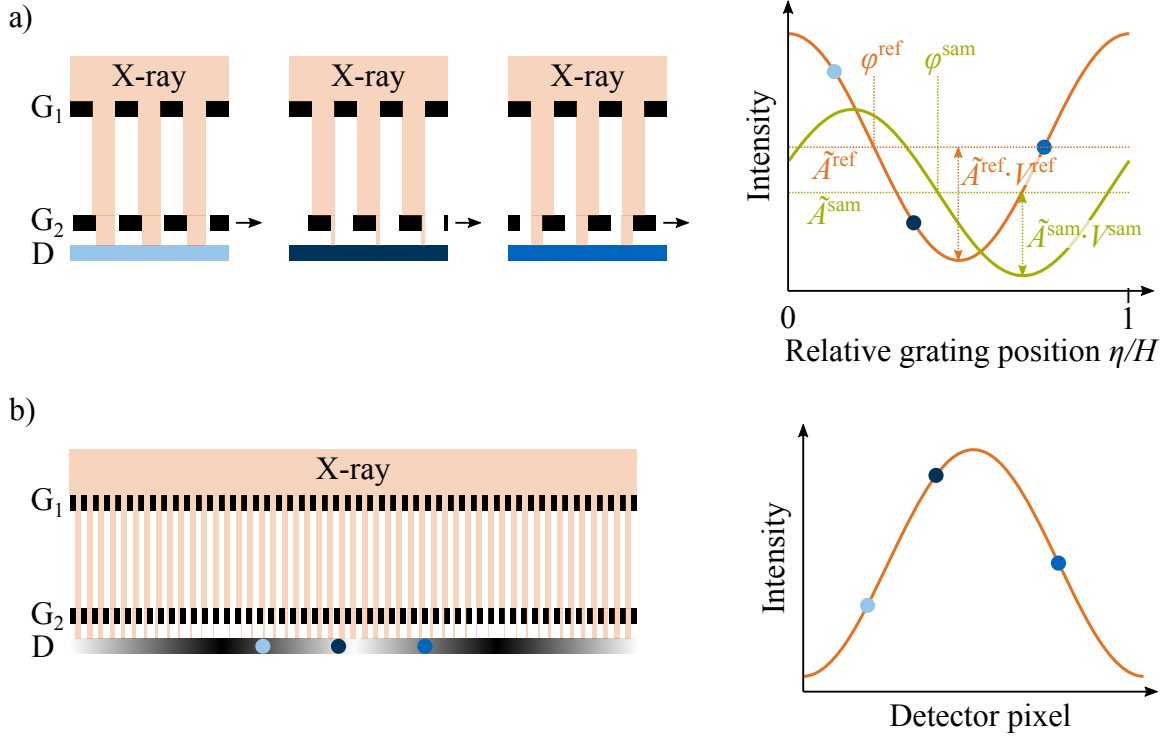 a)
X-ray X-ray X-ray
G₁
G₂
D
Intensity
φʳᵉᶠ φˢᵃᵐ
Ãʳᵉᶠ Ãʳᵉᶠ·Vʳᵉᶠ
Ãˢᵃᵐ Ãˢᵃᵐ·Vˢᵃᵐ
0 1
Relative grating position η/H
b)
X-ray
G₁
G₂
D
Intensity
Detector pixel